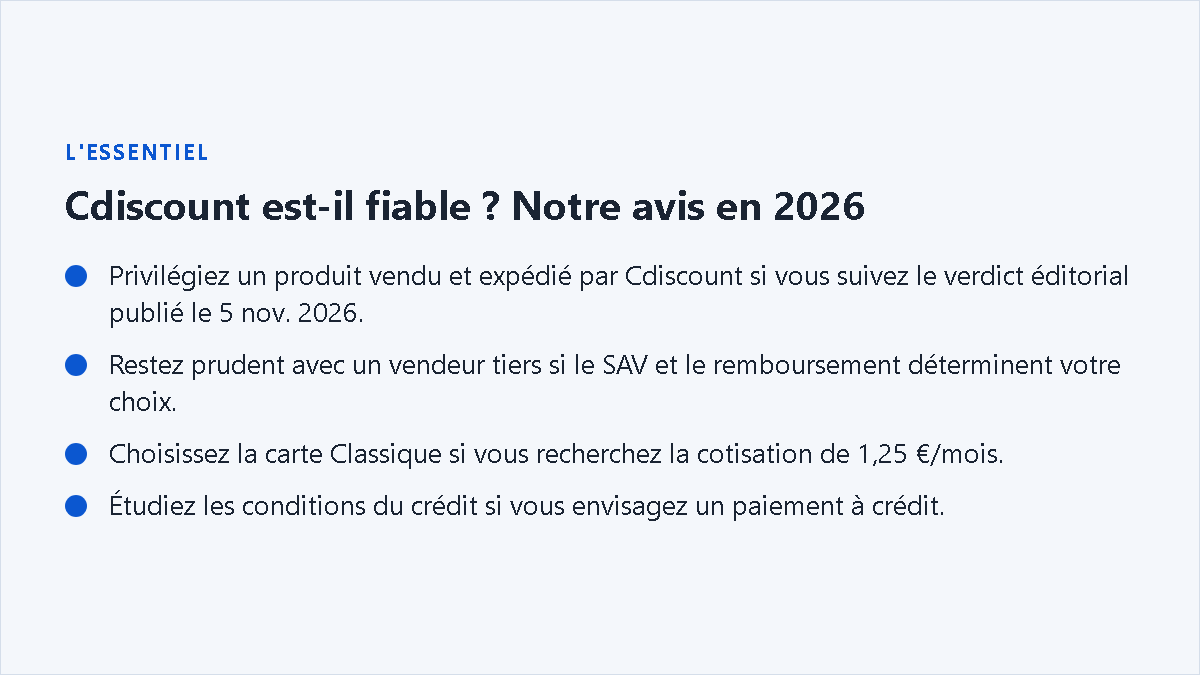 L'ESSENTIEL
Cdiscount est-il fiable ? Notre avis en 2026
Privilégiez un produit vendu et expédié par Cdiscount si vous suivez le verdict éditorial
publié le 5 nov. 2026.
Restez prudent avec un vendeur tiers si le SAV et le remboursement déterminent votre
choix.
Choisissez la carte Classique si vous recherchez la cotisation de 1,25 €/mois.
Étudiez les conditions du crédit si vous envisagez un paiement à crédit.